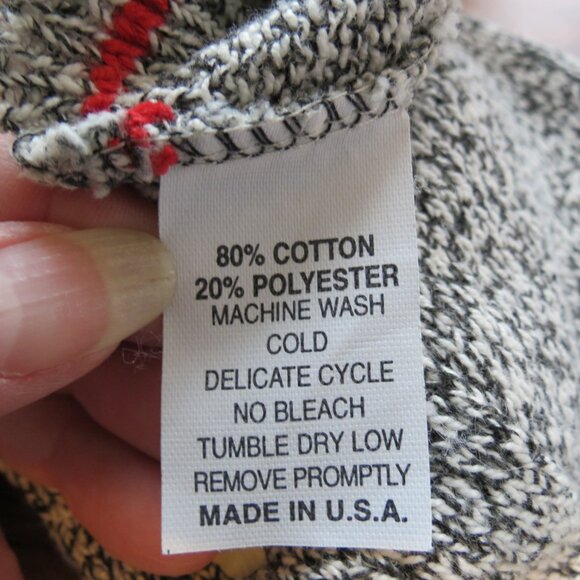 80% COTTON
20% POLYESTER
MACHINE WASH
COLD
DELICATE CYCLE
NO BLEACH
TUMBLE DRY LOW
REMOVE PROMPTLY
MADE IN U.S.A.